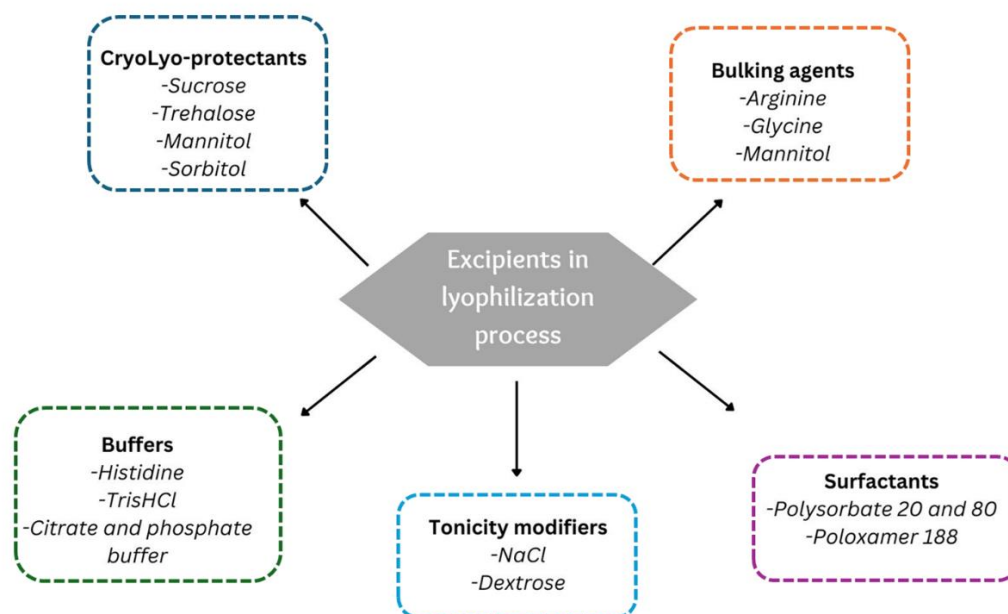 CryoLyo-protectants
-Sucrose
-Trehalose
-Mannitol
-Sorbitol
Bulking agents
-Arginine
-Glycine
-Mannitol
Excipients in
lyophilization
process
Buffers
-Histidine
-TrisHCl
-Citrate and phosphate
buffer
Tonicity modifiers
-NaCl
-Dextrose
Surfactants
-Polysorbate 20 and 80
-Poloxamer 188